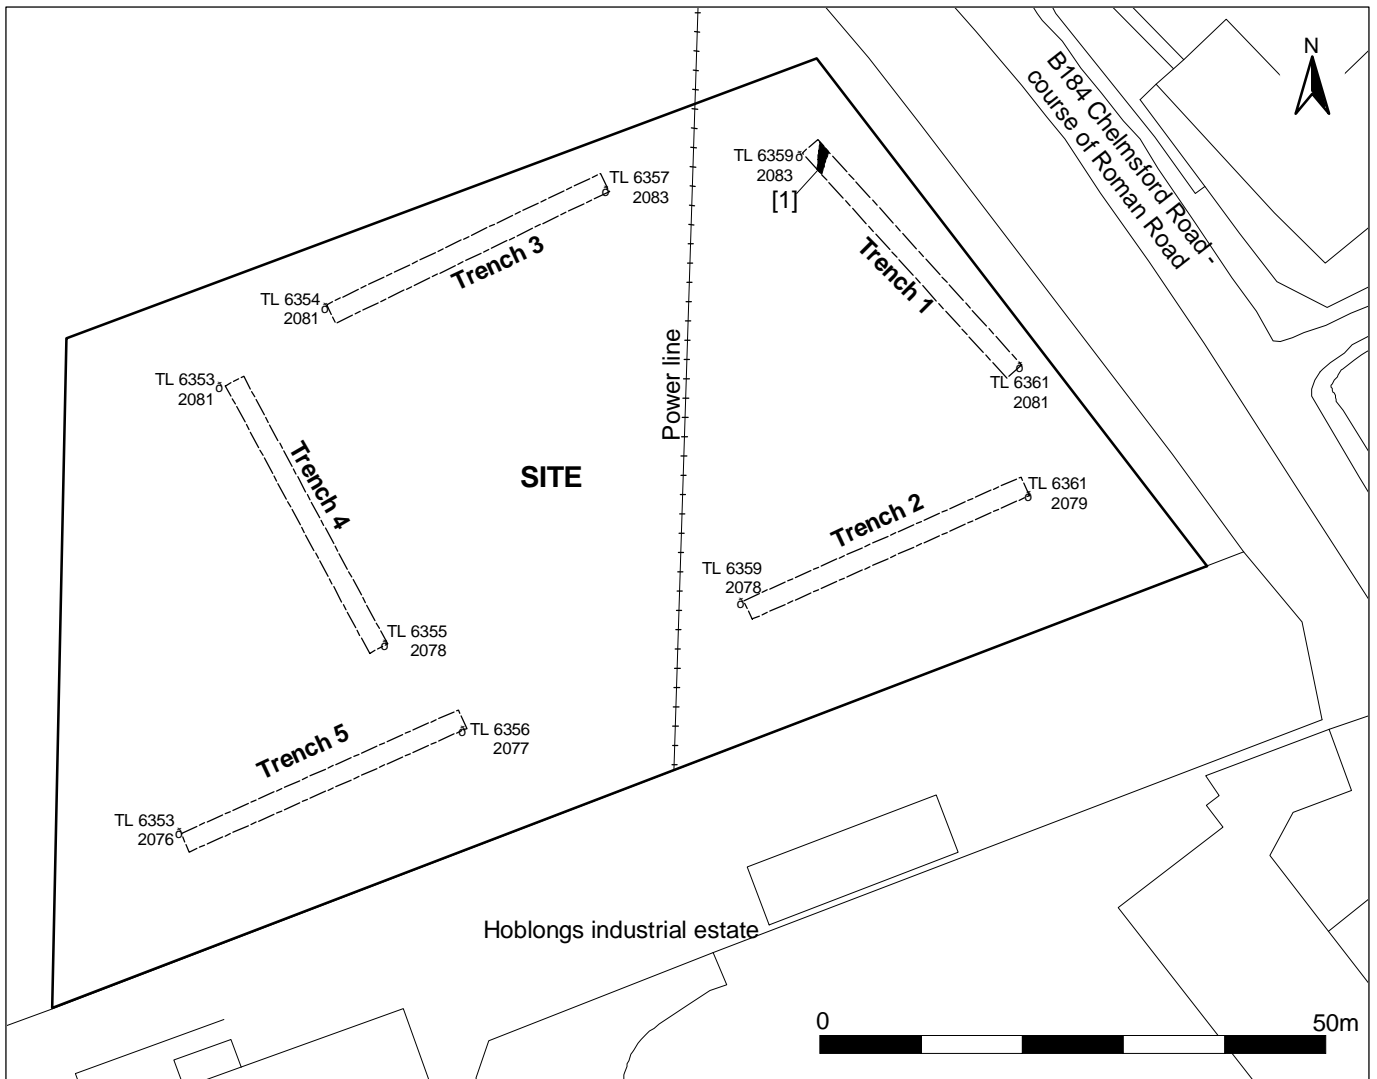 N
B184 Chelmsford Road -
course of Roman Road
TL 6359
2083
[1]
TL 6357
2083
Trench 3
Trench 1
TL 6354
2081
Power line
TL 6353
2081
TL 6361
2081
Trench 4
SITE
TL 6361
2079
Trench 2
TL 6359
2078
TL 6355
2078
Trench 5
TL 6356
2077
TL 6353
2076
Hoblongs industrial estate
0
50m